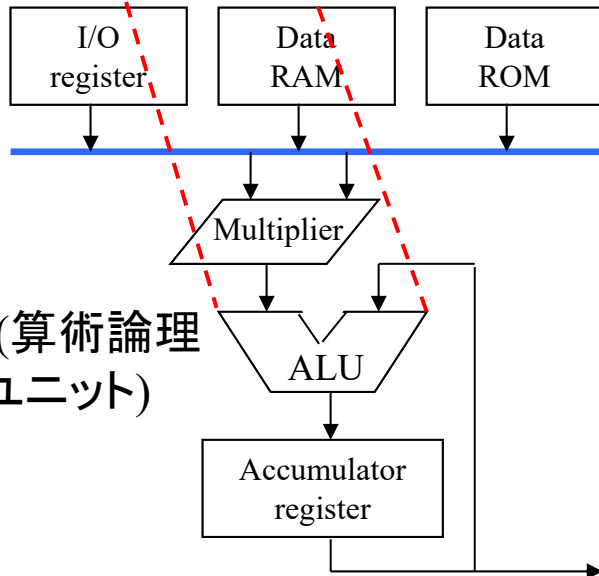 I/O
register
Data
RAM
Data
ROM
Multiplier
(算術論理
ユニット)
ALU
Accumulator
register